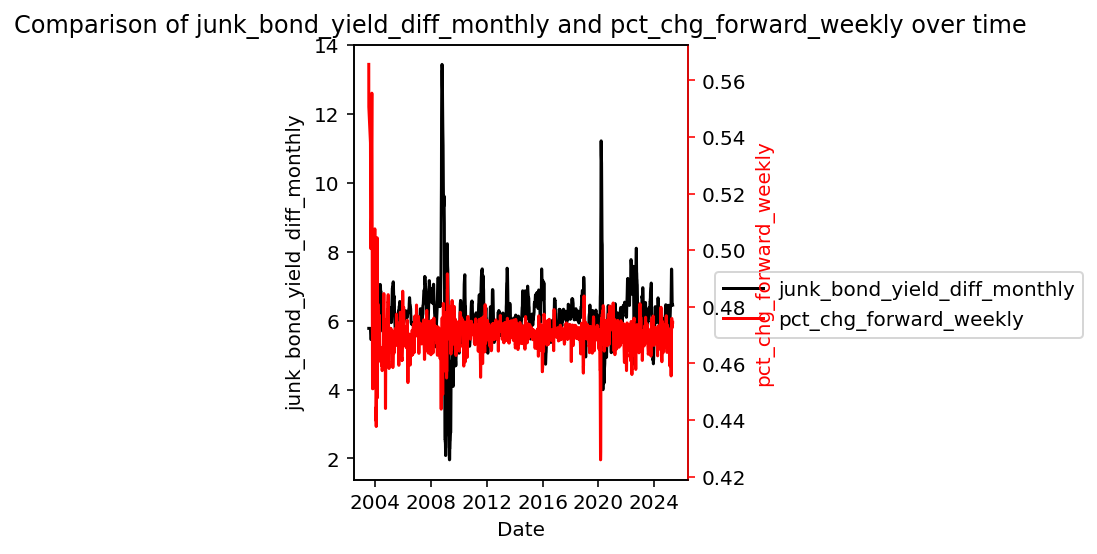 Comparison of junk_bond_yield_diff_monthly and pct_chg_forward_weekly over time
junk_bond_yield_diff_monthly
14
12
10
8
6
4
2
0.56
0.54
0.52
0.50
0.48
0.46
0.44
0.42
pct_chg_forward_weekly
junk_bond_yield_diff_monthly
pct_chg_forward_weekly
2004 2008 2012 2016 2020 2024
Date